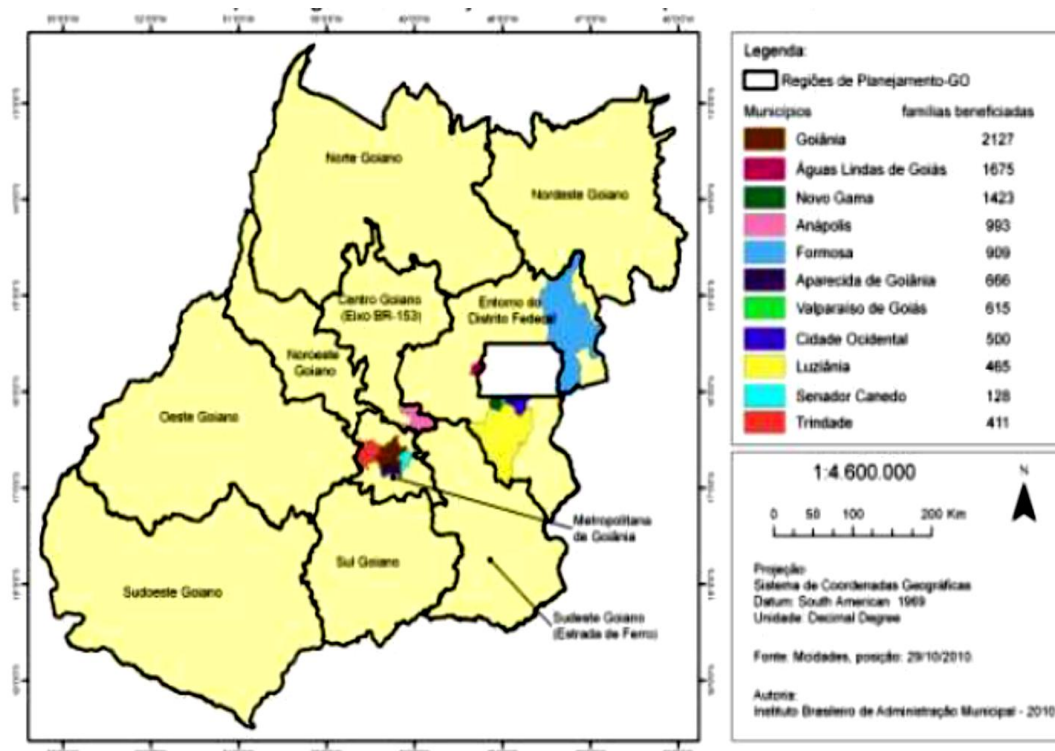 Norte Goiano
Nordeste Goiano
Centro Goiano
(Eixo BR-153)
Entorno do
Distrito Federal
Noroeste
Goiano
Oeste Goiano
Metropolitana
de Goiânia
Sul Goiano
Sudoeste Goiano
Sudeste Goiano
(Estrada de Ferro)
Legenda:
Regiões de Planejamento-GO
Municípios famílias beneficiadas
Goiânia 2127
Águas Lindas de Goiás 1675
Novo Gama 1423
Anápolis 993
Formosa 909
Aparecida de Goiânia 666
Valparaiso de Goiás 615
Cidade Ocidental 500
Luziânia 465
Senador Canedo 128
Trindade 411
1:4.600.000
N
0 50 100 200 Km
Projeção
Sistema de Coordenadas Geográficas
Datum: South American 1969
Unidade: Decimal Degree
Fonte: Moidades, posição: 29/10/2010.
Autoria:
Instituto Brasileiro de Administração Municipal - 2010